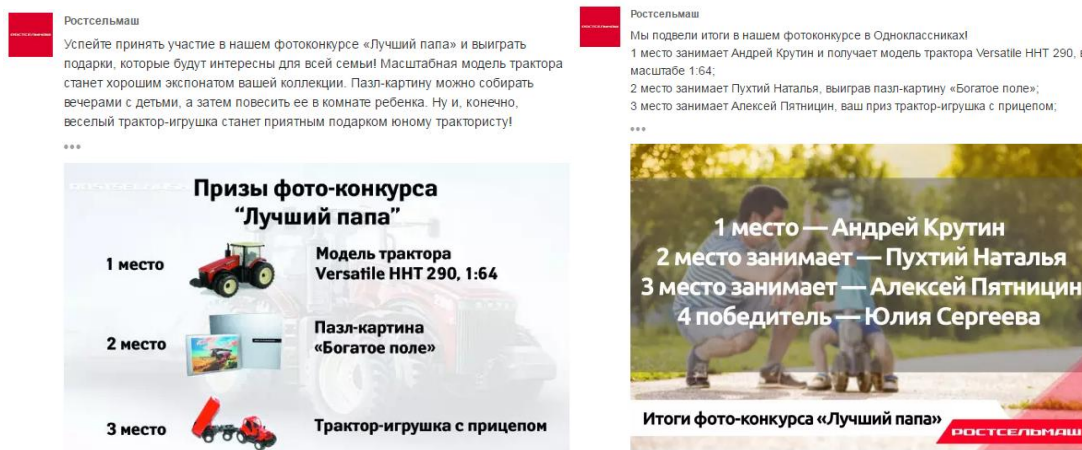 Ростсельмаш
Успейте принять участие в нашем фотоконкурсе «Лучший папа» и выиграть
подарки, которые будут интересны для всей семьи! Масштабная модель трактора
станет хорошим экспонатом вашей коллекции. Пазл-картину можно собирать
вечерами с детьми, а затем повесить ее в комнате ребенка. Ну и, конечно,
веселый трактор-игрушка станет приятным подарком юному трактористу!
Призы фото-конкурса
“Лучший папа”
1 место
Модель трактора
Versatile HHT 290, 1:64
2 место
Пазл-картина
«Богатое поле»
3 место
Трактор-игрушка с прицепом
Ростсельмаш
Мы подвели итоги в нашем фотоконкурсе в Одноклассниках!
1 место занимает Андрей Крутин и получает модель трактора Versatile HHT 290, в
масштабе 1:64;
2 место занимает Пухтий Наталья, выиграв пазл-картину «Богатое поле»;
3 место занимает Алексей Пятницин, ваш приз трактор-игрушка с прицепом;
1 место — Андрей Крутин
2 место занимает — Пухтий Наталья
3 место занимает — Алексей Пятницин
4 победитель — Юлия Сергеева
Итоги фото-конкурса «Лучший папа»
РОСТСЕЛЬМАШ